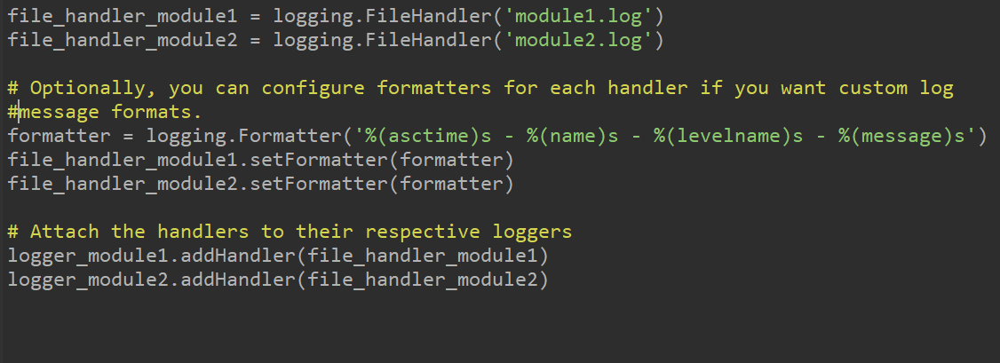 file_handler_module1 = logging.FileHandler('module1.log')
file_handler_module2 = logging.FileHandler('module2.log')
# Optionally, you can configure formatters for each handler if you want custom log
#message formats.
formatter = logging.Formatter('%(asctime)s - %(name)s - %(levelname)s - %(message)s')
file_handler_module1.setFormatter(formatter)
file_handler_module2.setFormatter(formatter)
# Attach the handlers to their respective loggers
logger_module1.addHandler(file_handler_module1)
logger_module2.addHandler(file_handler_module2)